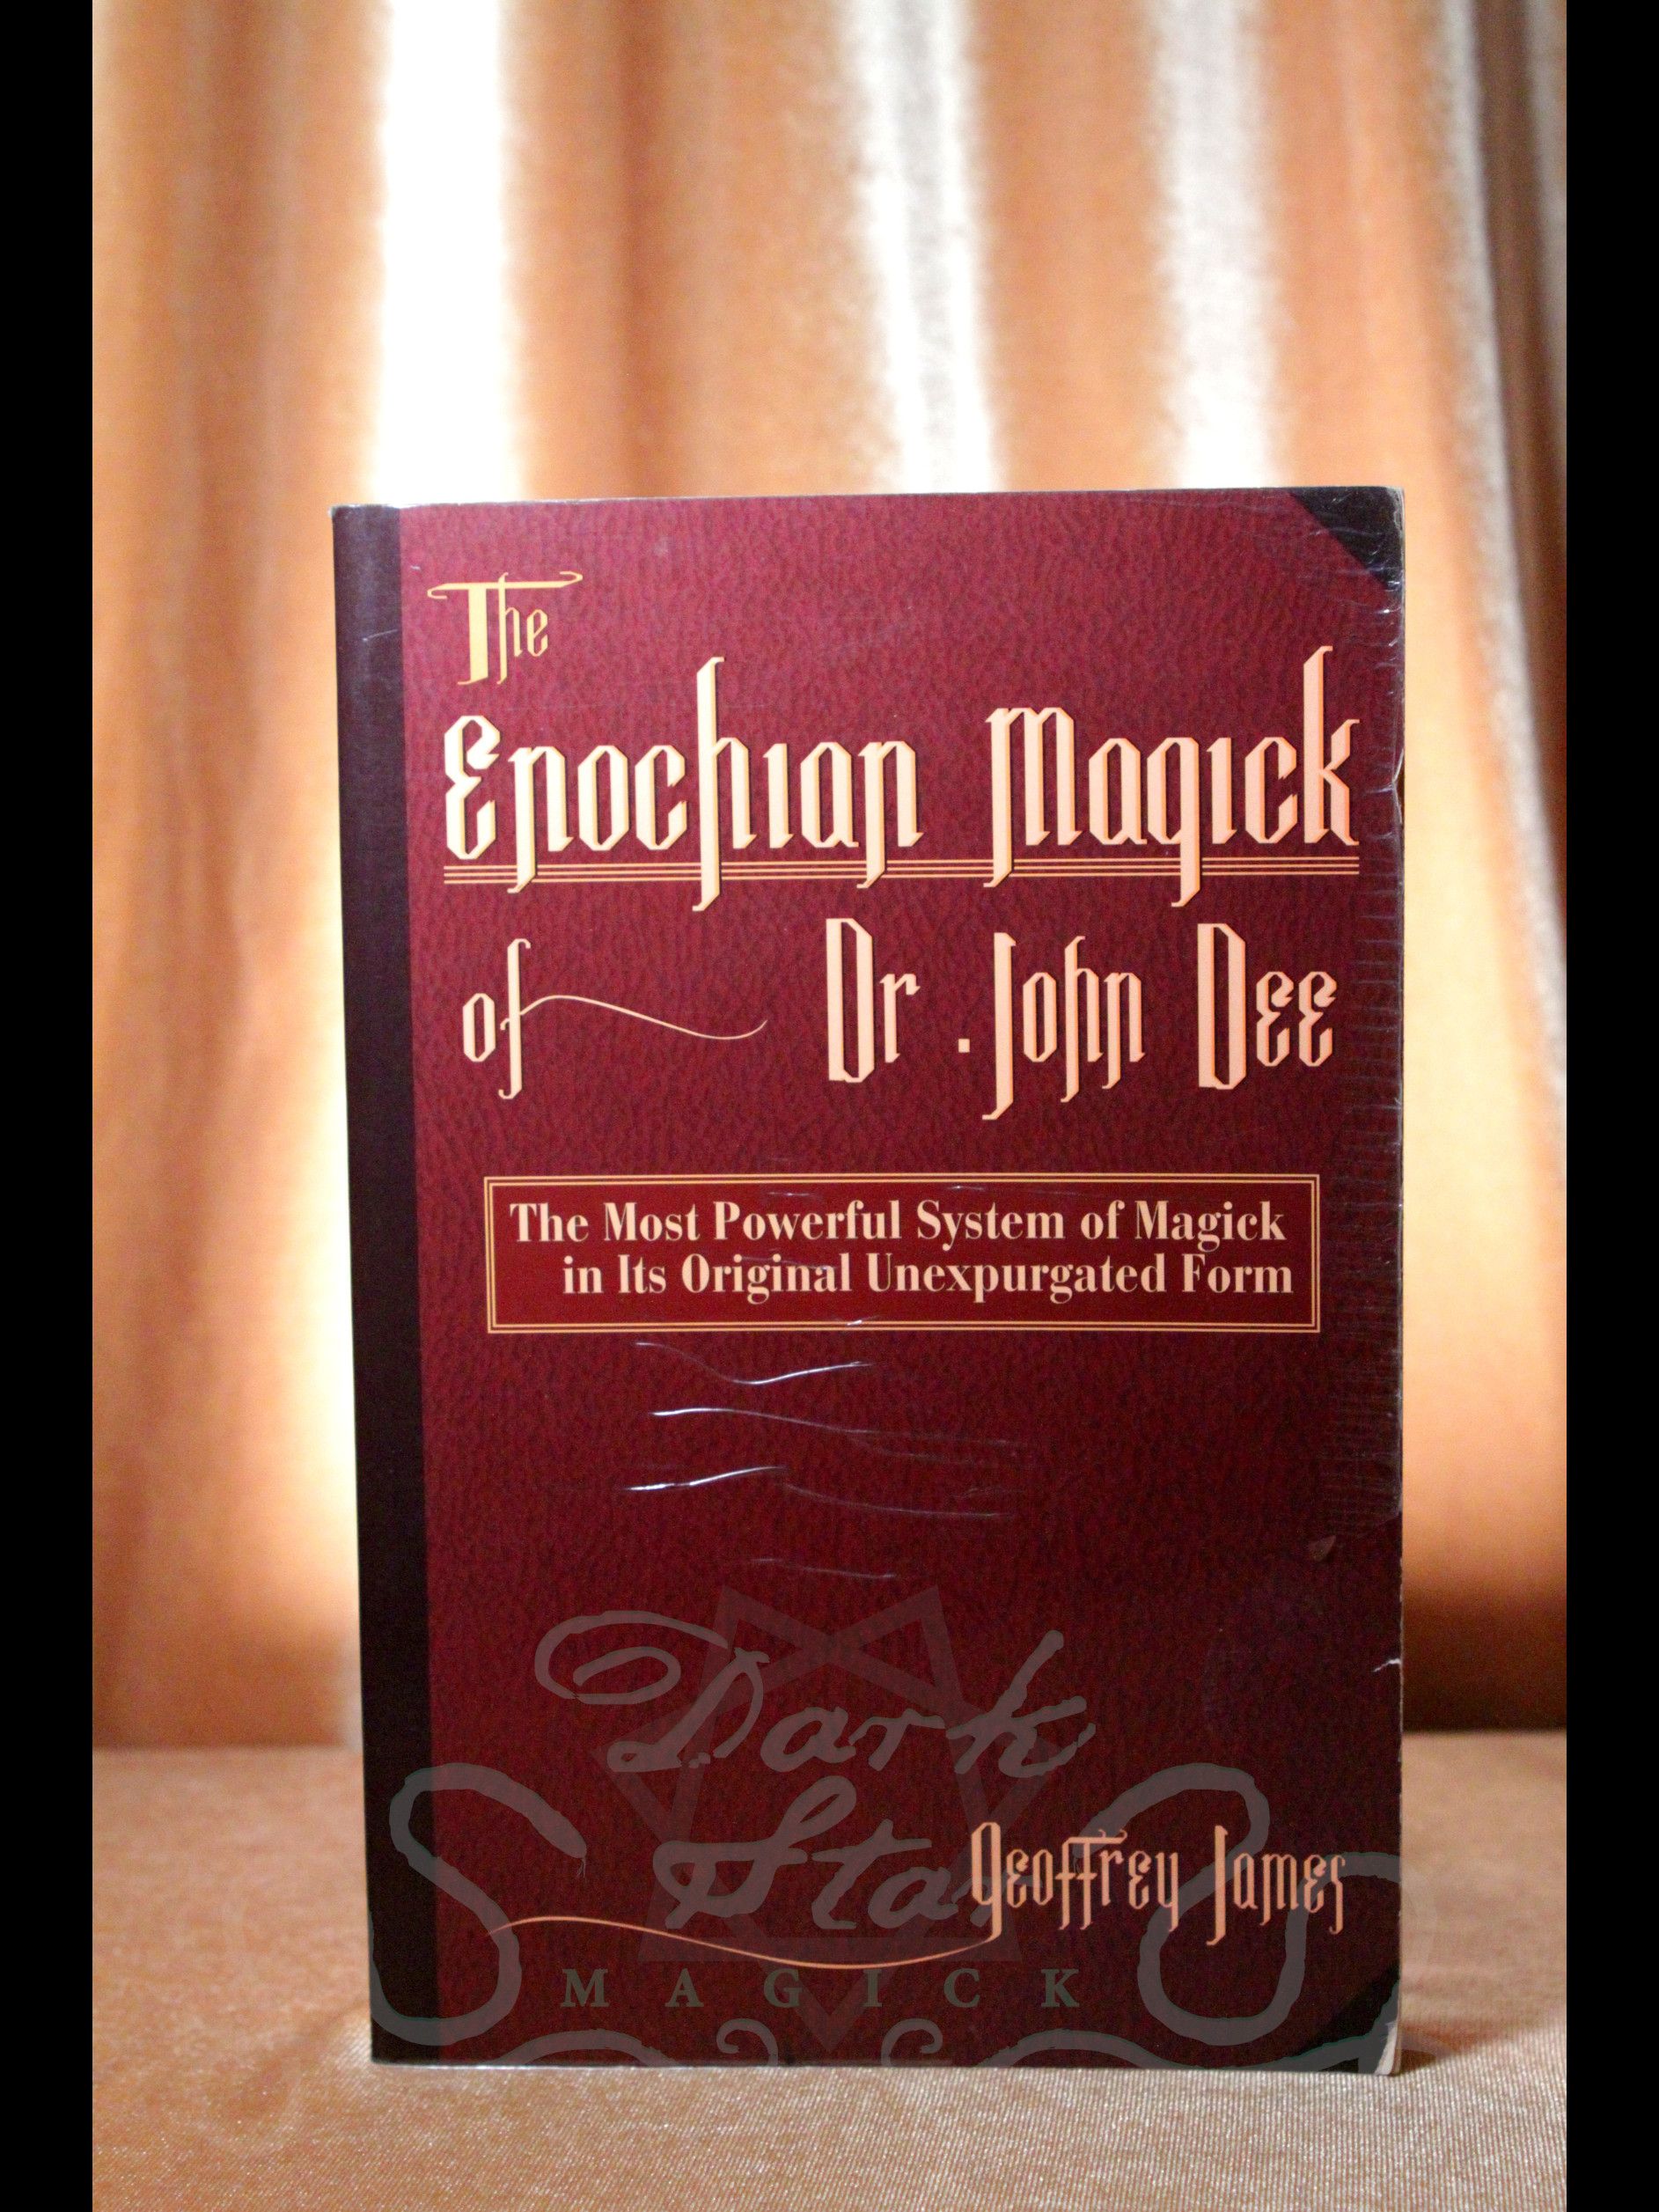 The
Enochian Magick
of Dr. John Dee
The Most Powerful System of Magick
in Its Original Unexpurgated Form
Dark
Star
Geoffrey James
MAGICK